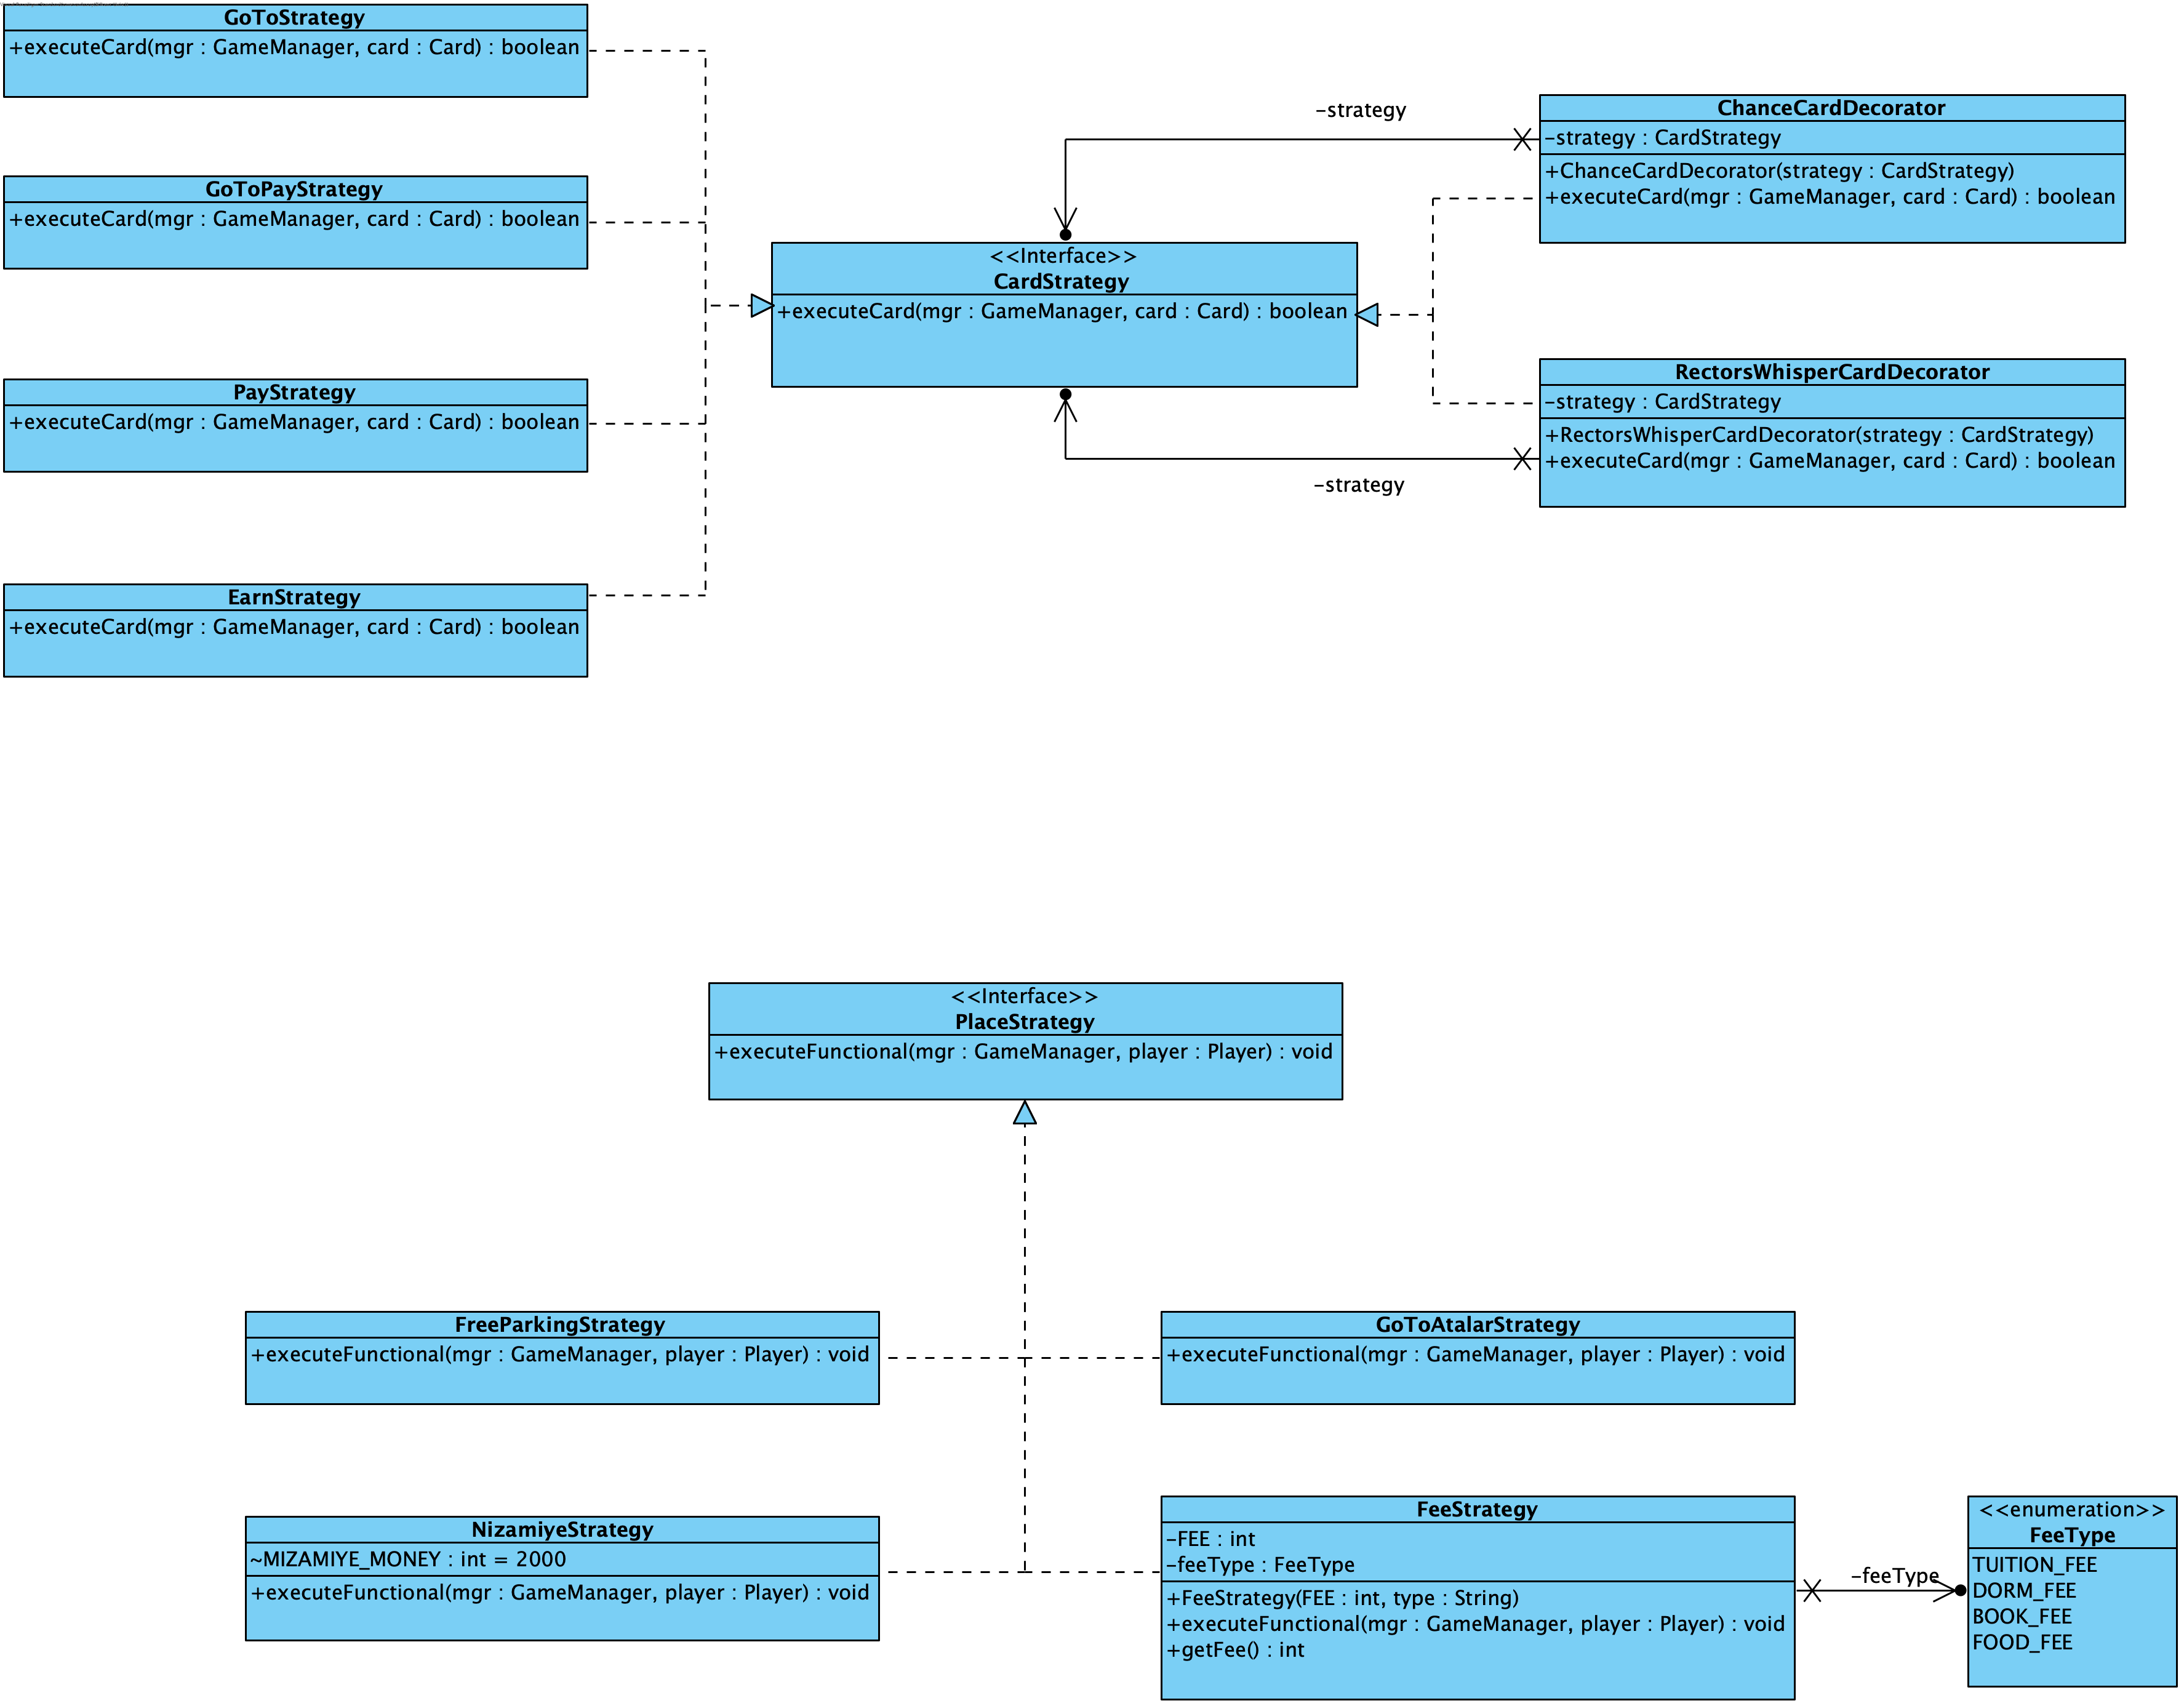 GoToStrategy
+executeCard(mgr : GameManager, card : Card) : boolean
GoToPayStrategy
+executeCard(mgr : GameManager, card : Card) : boolean
PayStrategy
+executeCard(mgr : GameManager, card : Card) : boolean
EarnStrategy
+executeCard(mgr : GameManager, card : Card) : boolean
<<Interface>>
CardStrategy
+executeCard(mgr : GameManager, card : Card) : boolean
-strategy
-strategy
ChanceCardDecorator
-strategy : CardStrategy
+ChanceCardDecorator(strategy : CardStrategy)
+executeCard(mgr : GameManager, card : Card) : boolean
RectorsWhisperCardDecorator
-strategy : CardStrategy
+RectorsWhisperCardDecorator(strategy : CardStrategy)
+executeCard(mgr : GameManager, card : Card) : boolean
<<Interface>>
PlaceStrategy
+executeFunctional(mgr : GameManager, player : Player) : void
FreeParkingStrategy
+executeFunctional(mgr : GameManager, player : Player) : void
GoToAtalarStrategy
+executeFunctional(mgr : GameManager, player : Player) : void
NizamiyeStrategy
~MIZAMIYE_MONEY : int = 2000
+executeFunctional(mgr : GameManager, player : Player) : void
FeeStrategy
-FEE : int
-feeType : FeeType
+FeeStrategy(FEE : int, type : String)
+executeFunctional(mgr : GameManager, player : Player) : void
+getFee() : int
-feeType
<<enumeration>>
FeeType
TUITION_FEE
DORM_FEE
BOOK_FEE
FOOD_FEE